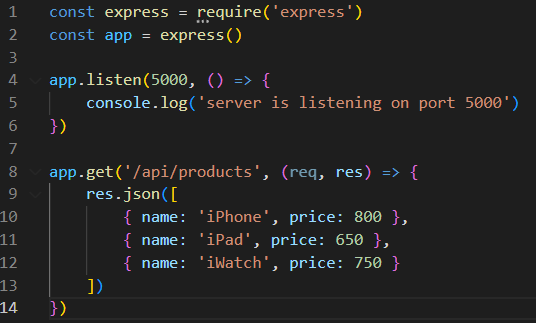 1 const express = require('express')
2 const app = express()
3
4 app.listen(5000, () => {
5     console.log('server is listening on port 5000')
6 })
7
8 app.get('/api/products', (req, res) => {
9     res.json([
10         { name: 'iPhone', price: 800 },
11         { name: 'iPad', price: 650 },
12         { name: 'iWatch', price: 750 }
13     ])
14 })